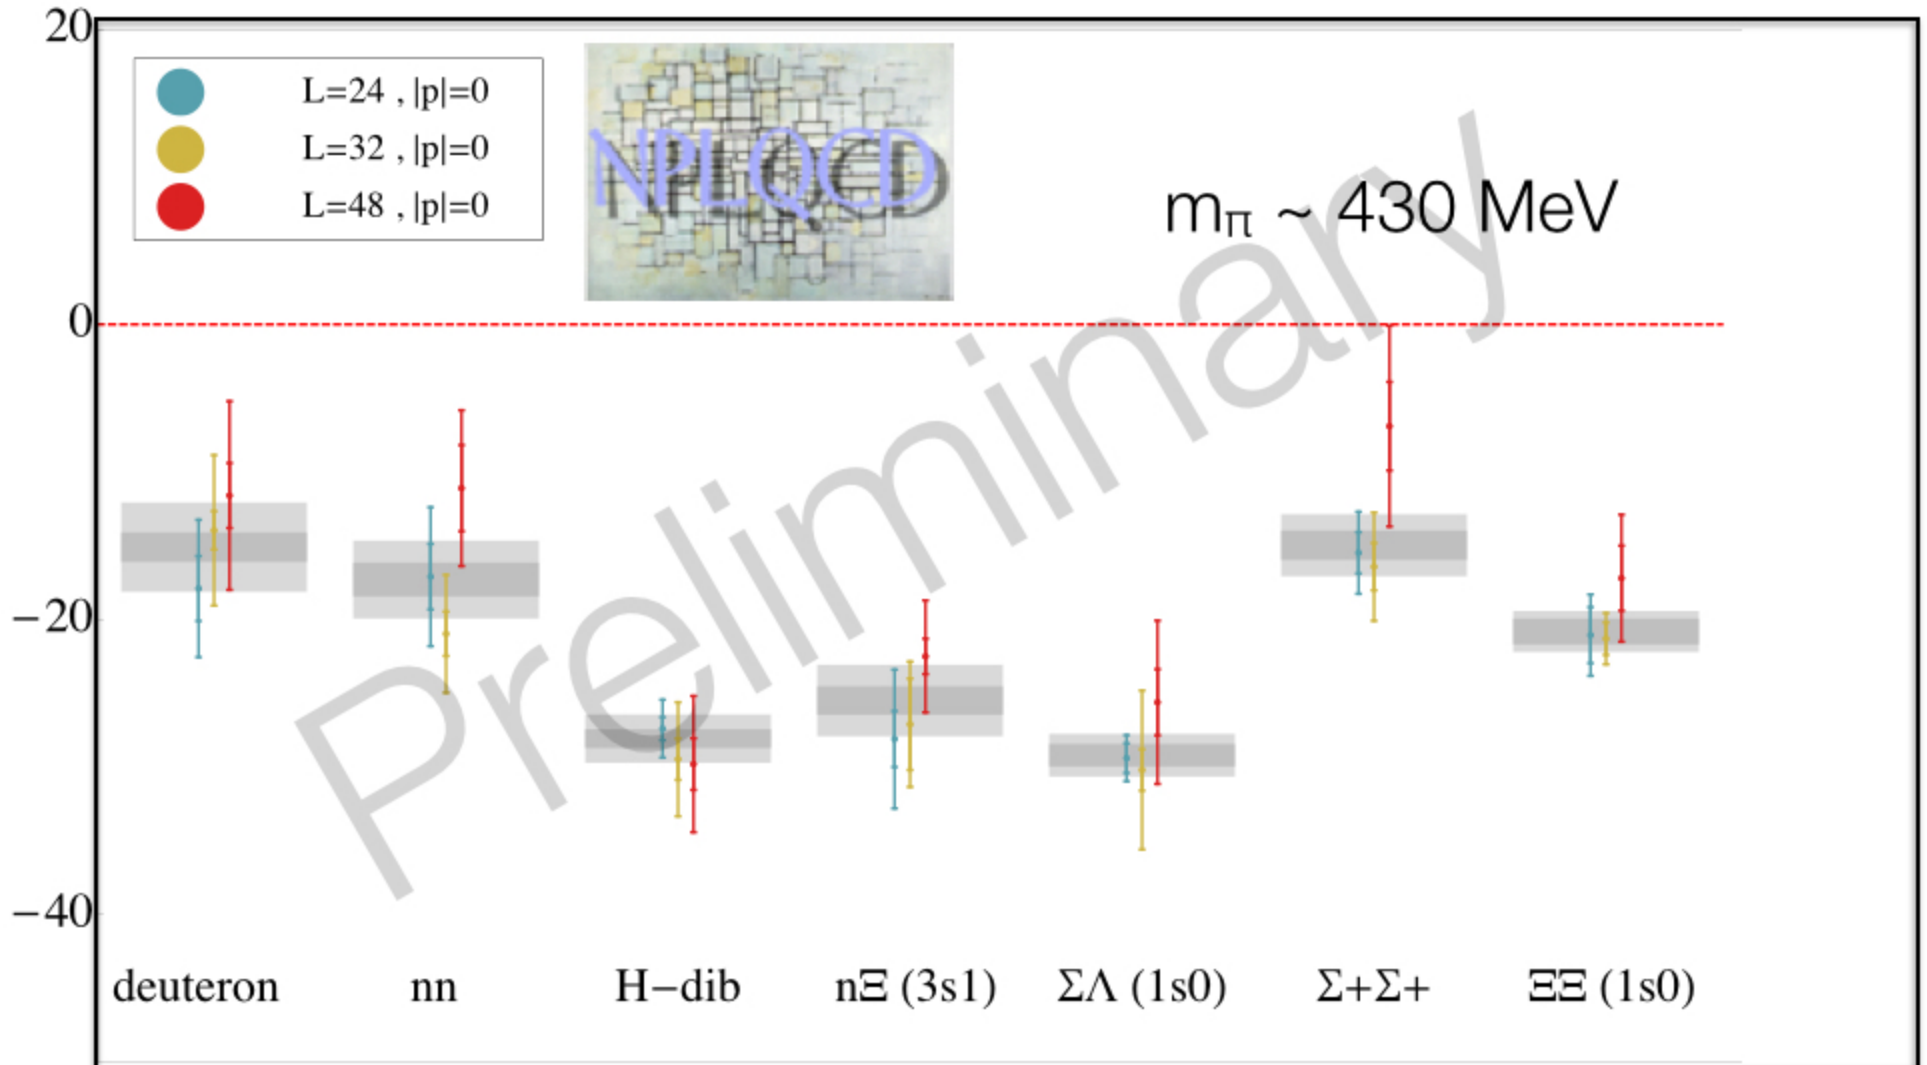 20
L=24 , |p|=0
L=32 , |p|=0
L=48 , |p|=0
NPLQCD
mπ ~ 430 MeV
Preliminary
0
−20
−40
deuteron
nn
H−dib
nΞ (3s1)
ΣΛ (1s0)
Σ+Σ+
ΞΞ (1s0)